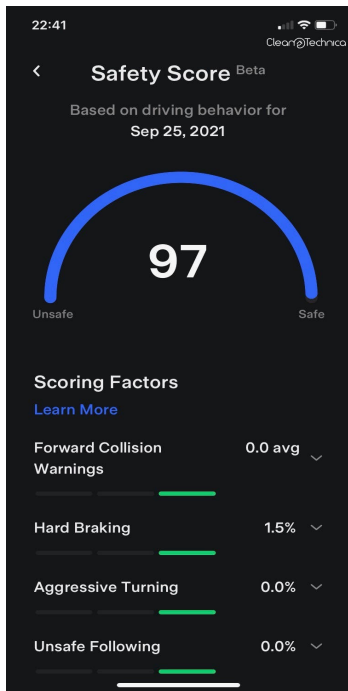 22:41
CleanTechnica
Safety Score Beta
Based on driving behavior for
Sep 25, 2021
97
Unsafe
Safe
Scoring Factors
Learn More
Forward Collision
Warnings
0.0 avg
Hard Braking
1.5%
Aggressive Turning
0.0%
Unsafe Following
0.0%